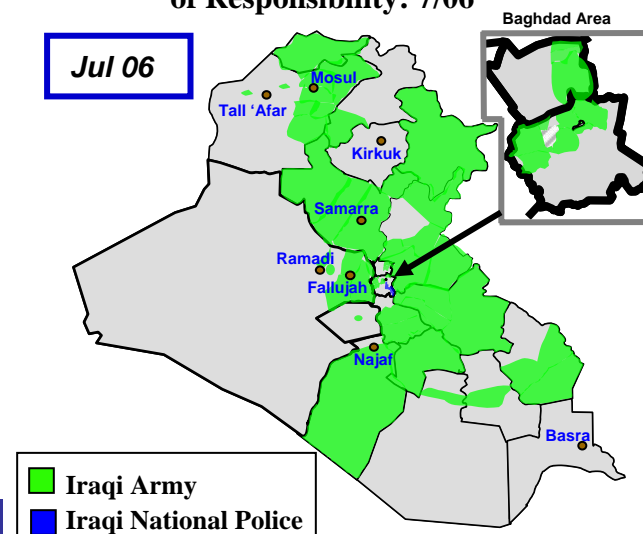 or Responsibility: 7/06
Baghdad Area
Jul 06
Mosul
Tall ‘Afar
Kirkuk
Samarra
Ramadi
Fallujah
Najaf
Basra
Iraqi Army
Iraqi National Police